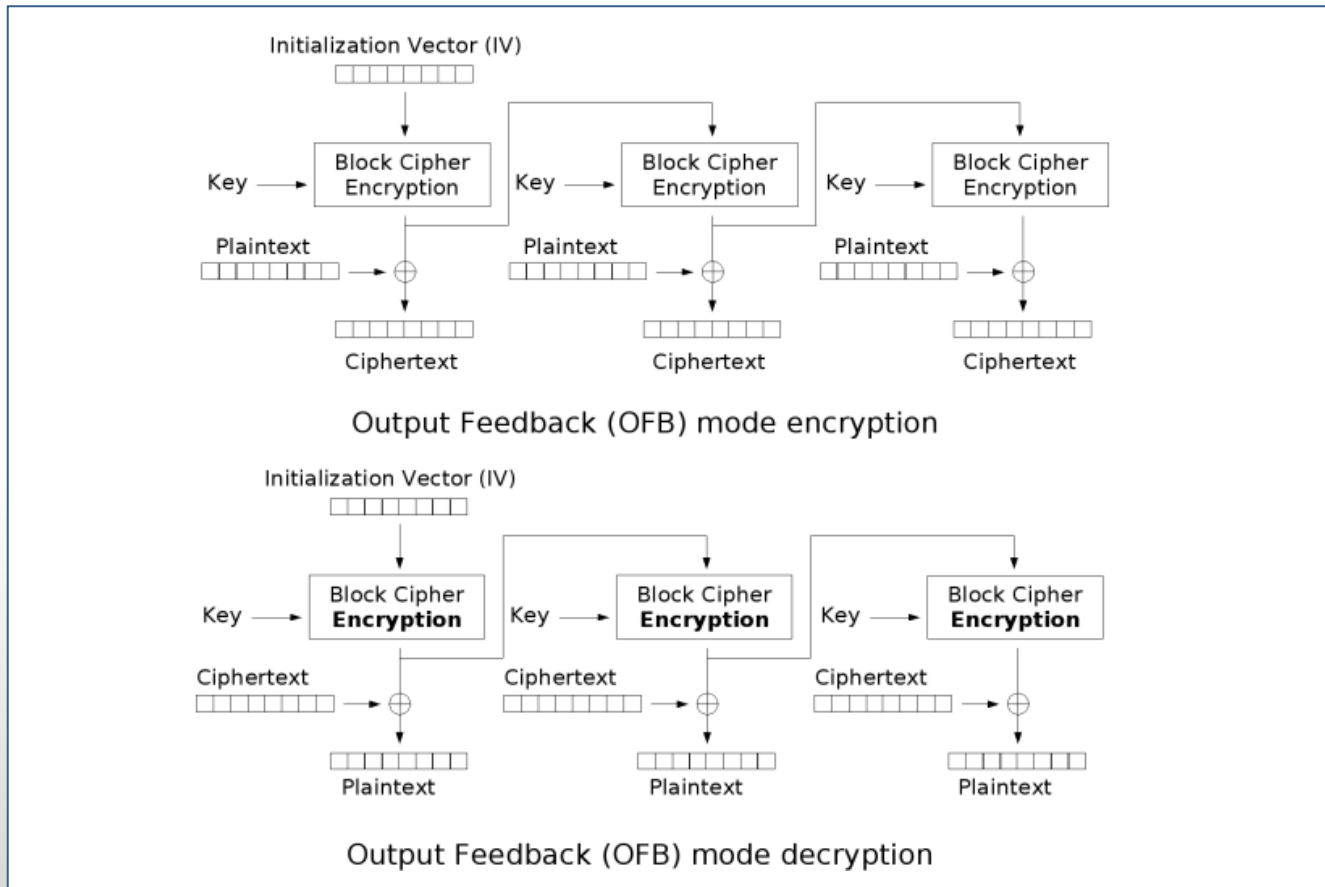 Initialization Vector (IV)
Block Cipher
Encryption
Block Cipher
Encryption
Block Cipher
Encryption
Key
Key
Key
Plaintext
Plaintext
Plaintext
Ciphertext
Ciphertext
Ciphertext
Output Feedback (OFB) mode encryption
Initialization Vector (IV)
Block Cipher
Encryption
Block Cipher
Encryption
Block Cipher
Encryption
Key
Key
Key
Ciphertext
Ciphertext
Ciphertext
Plaintext
Plaintext
Plaintext
Output Feedback (OFB) mode decryption